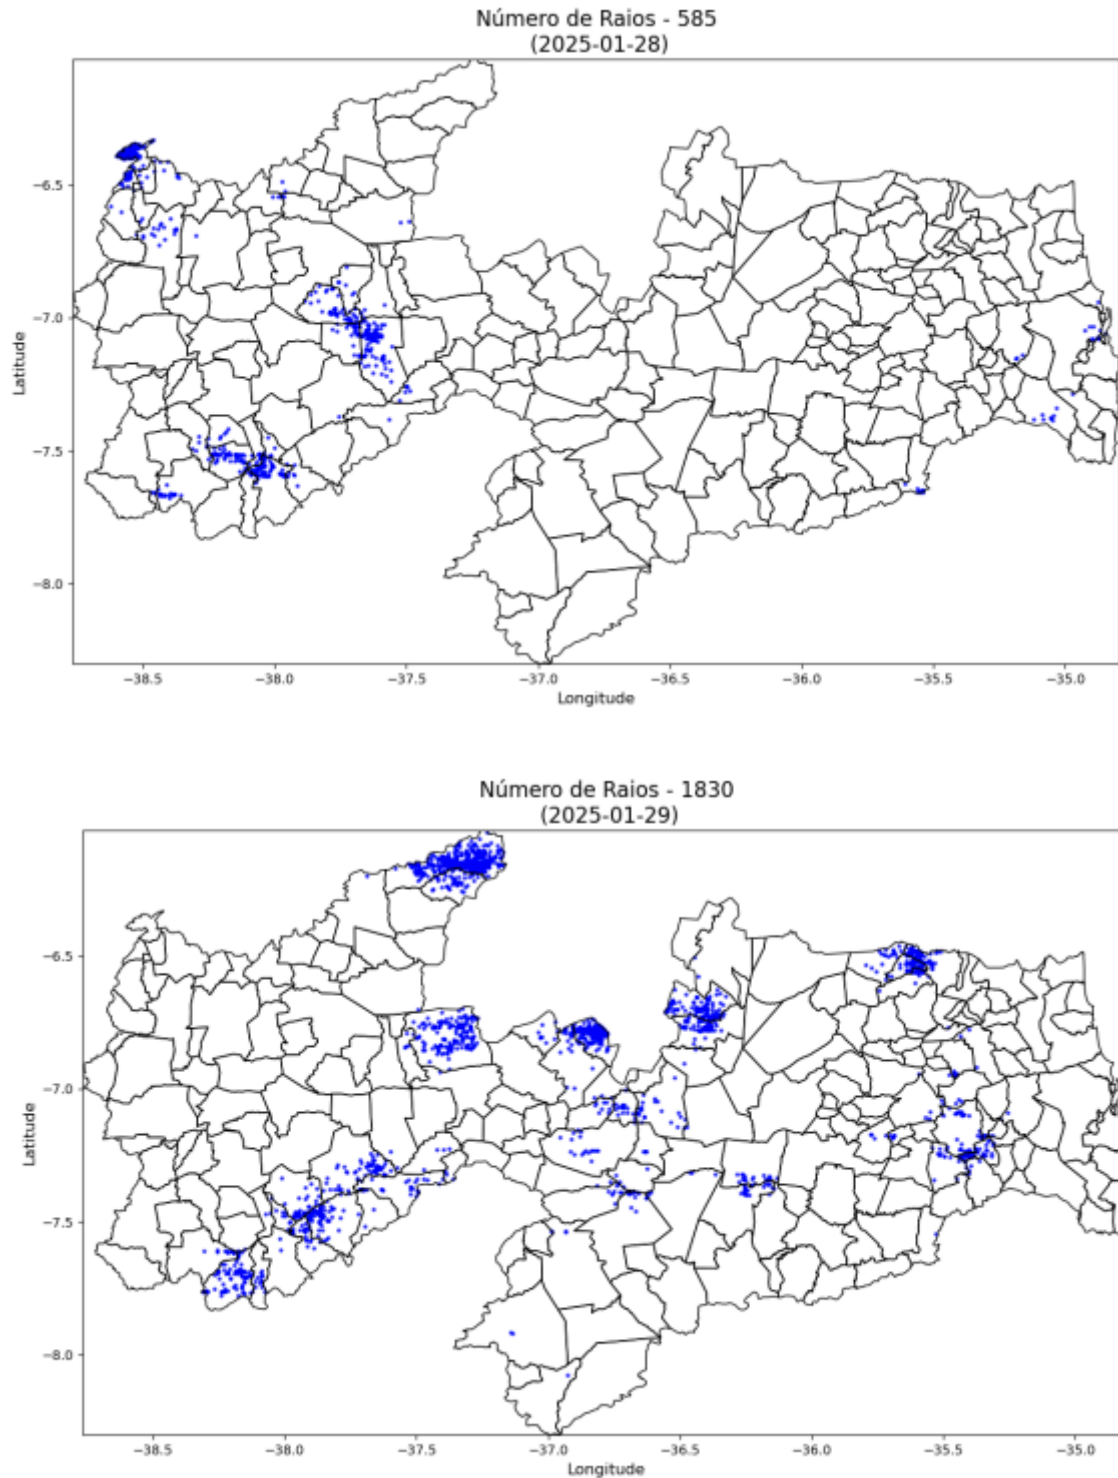 Número de Raios - 585
(2025-01-28)
Latitude
−6.5
−7.0
−7.5
−8.0
−38.5 −38.0 −37.5 −37.0 −36.5 −36.0 −35.5 −35.0
Longitude
Número de Raios - 1830
(2025-01-29)
Latitude
−6.5
−7.0
−7.5
−8.0
−38.5 −38.0 −37.5 −37.0 −36.5 −36.0 −35.5 −35.0
Longitude